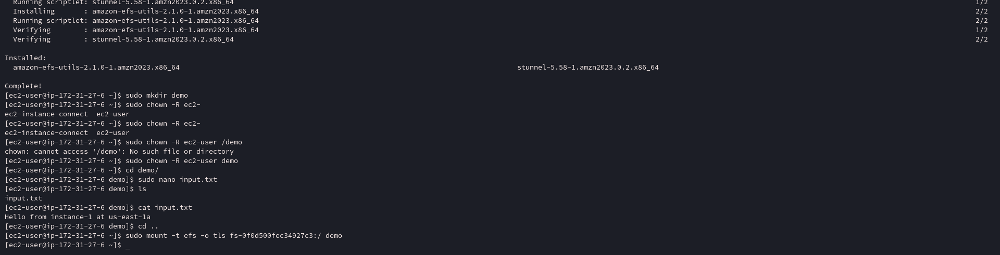 Running scriptlet: stunnel-5.58-1.amzn2023.0.2.x86_64 1/2
Installing : amazon-efs-utils-2.1.0-1.amzn2023.x86_64 2/2
Running scriptlet: amazon-efs-utils-2.1.0-1.amzn2023.x86_64 2/2
Verifying : amazon-efs-utils-2.1.0-1.amzn2023.x86_64 1/2
Verifying : stunnel-5.58-1.amzn2023.0.2.x86_64 2/2
Installed:
amazon-efs-utils-2.1.0-1.amzn2023.x86_64 stunnel-5.58-1.amzn2023.0.2.x86_64
Complete!
[ec2-user@ip-172-31-27-6 ~]$ sudo mkdir demo
[ec2-user@ip-172-31-27-6 ~]$ sudo chown -R ec2-
ec2-instance-connect ec2-user
[ec2-user@ip-172-31-27-6 ~]$ sudo chown -R ec2-
ec2-instance-connect ec2-user
[ec2-user@ip-172-31-27-6 ~]$ sudo chown -R ec2-user /demo
chown: cannot access '/demo': No such file or directory
[ec2-user@ip-172-31-27-6 ~]$ sudo chown -R ec2-user demo
[ec2-user@ip-172-31-27-6 ~]$ cd demo/
[ec2-user@ip-172-31-27-6 demo]$ sudo nano input.txt
[ec2-user@ip-172-31-27-6 demo]$ ls
input.txt
[ec2-user@ip-172-31-27-6 demo]$ cat input.txt
Hello from instance-1 at us-east-1a
[ec2-user@ip-172-31-27-6 demo]$ cd ..
[ec2-user@ip-172-31-27-6 ~]$ sudo mount -t efs -o tls fs-0f0d500fec34927c3:/ demo
[ec2-user@ip-172-31-27-6 ~]$ _